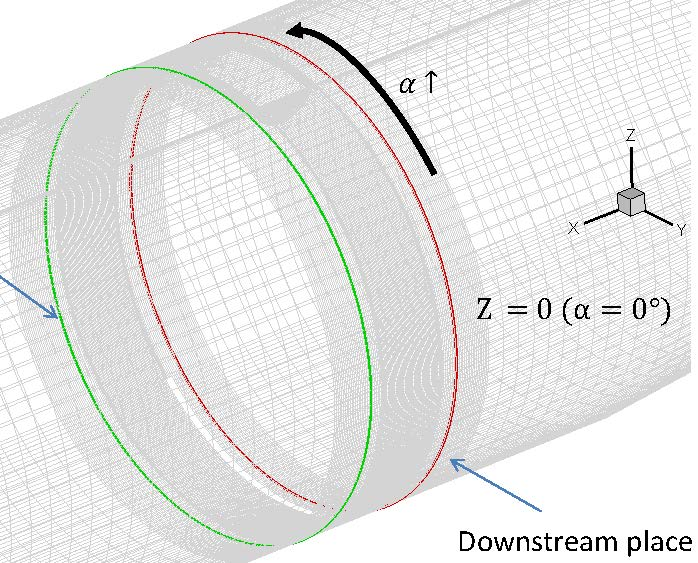 α ↑
Z
X
Y
Z = 0 (α = 0°)
Downstream place